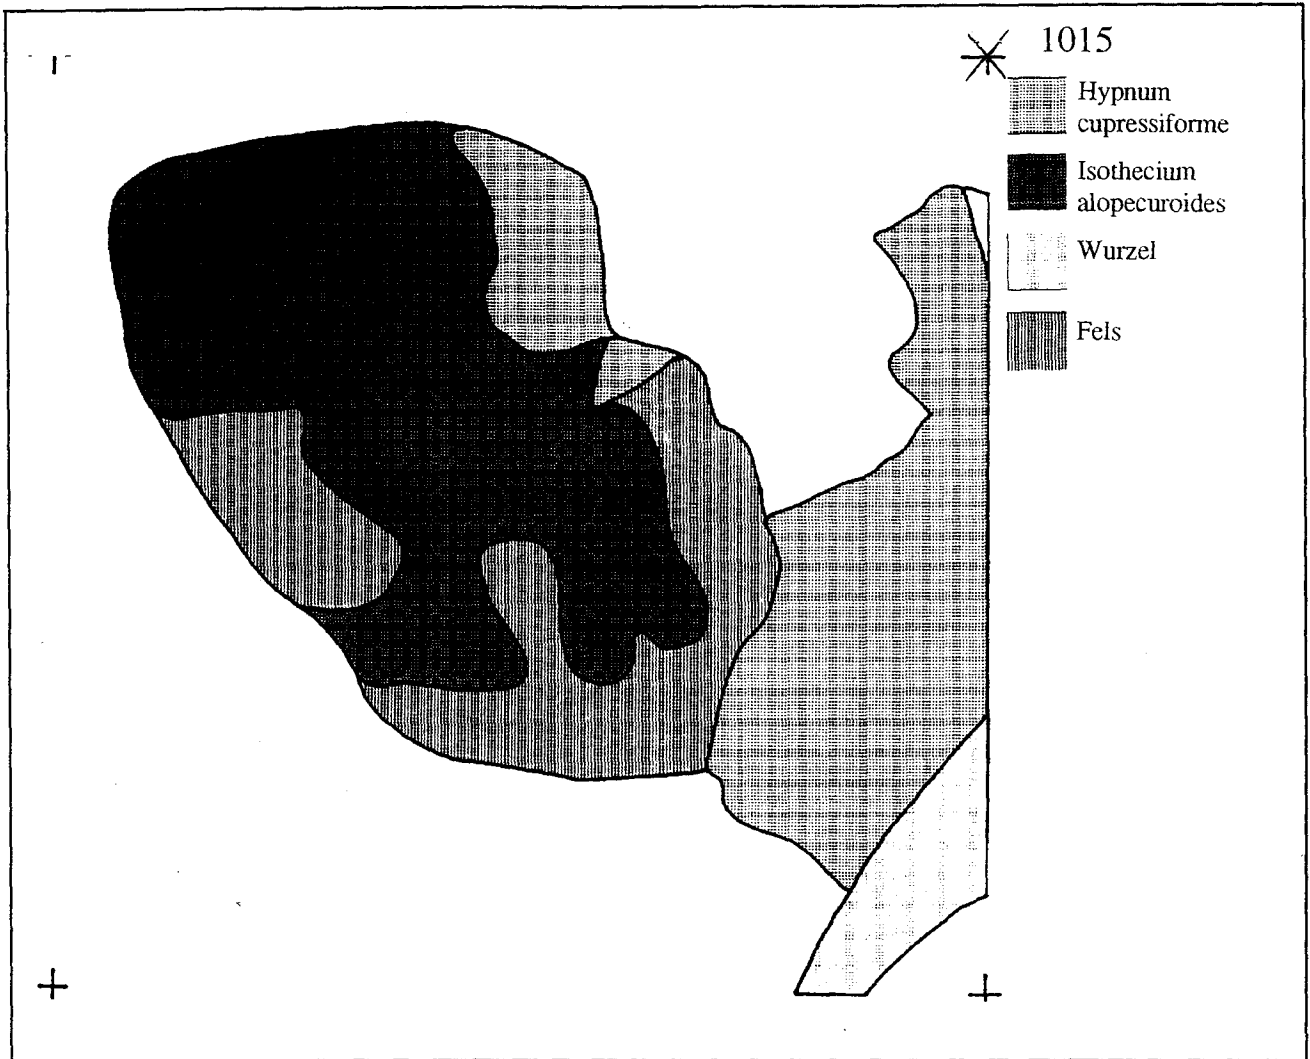 1015
Hypnum
cupressiforme
Isothecium
alopecuroides
Wurzel
Fels